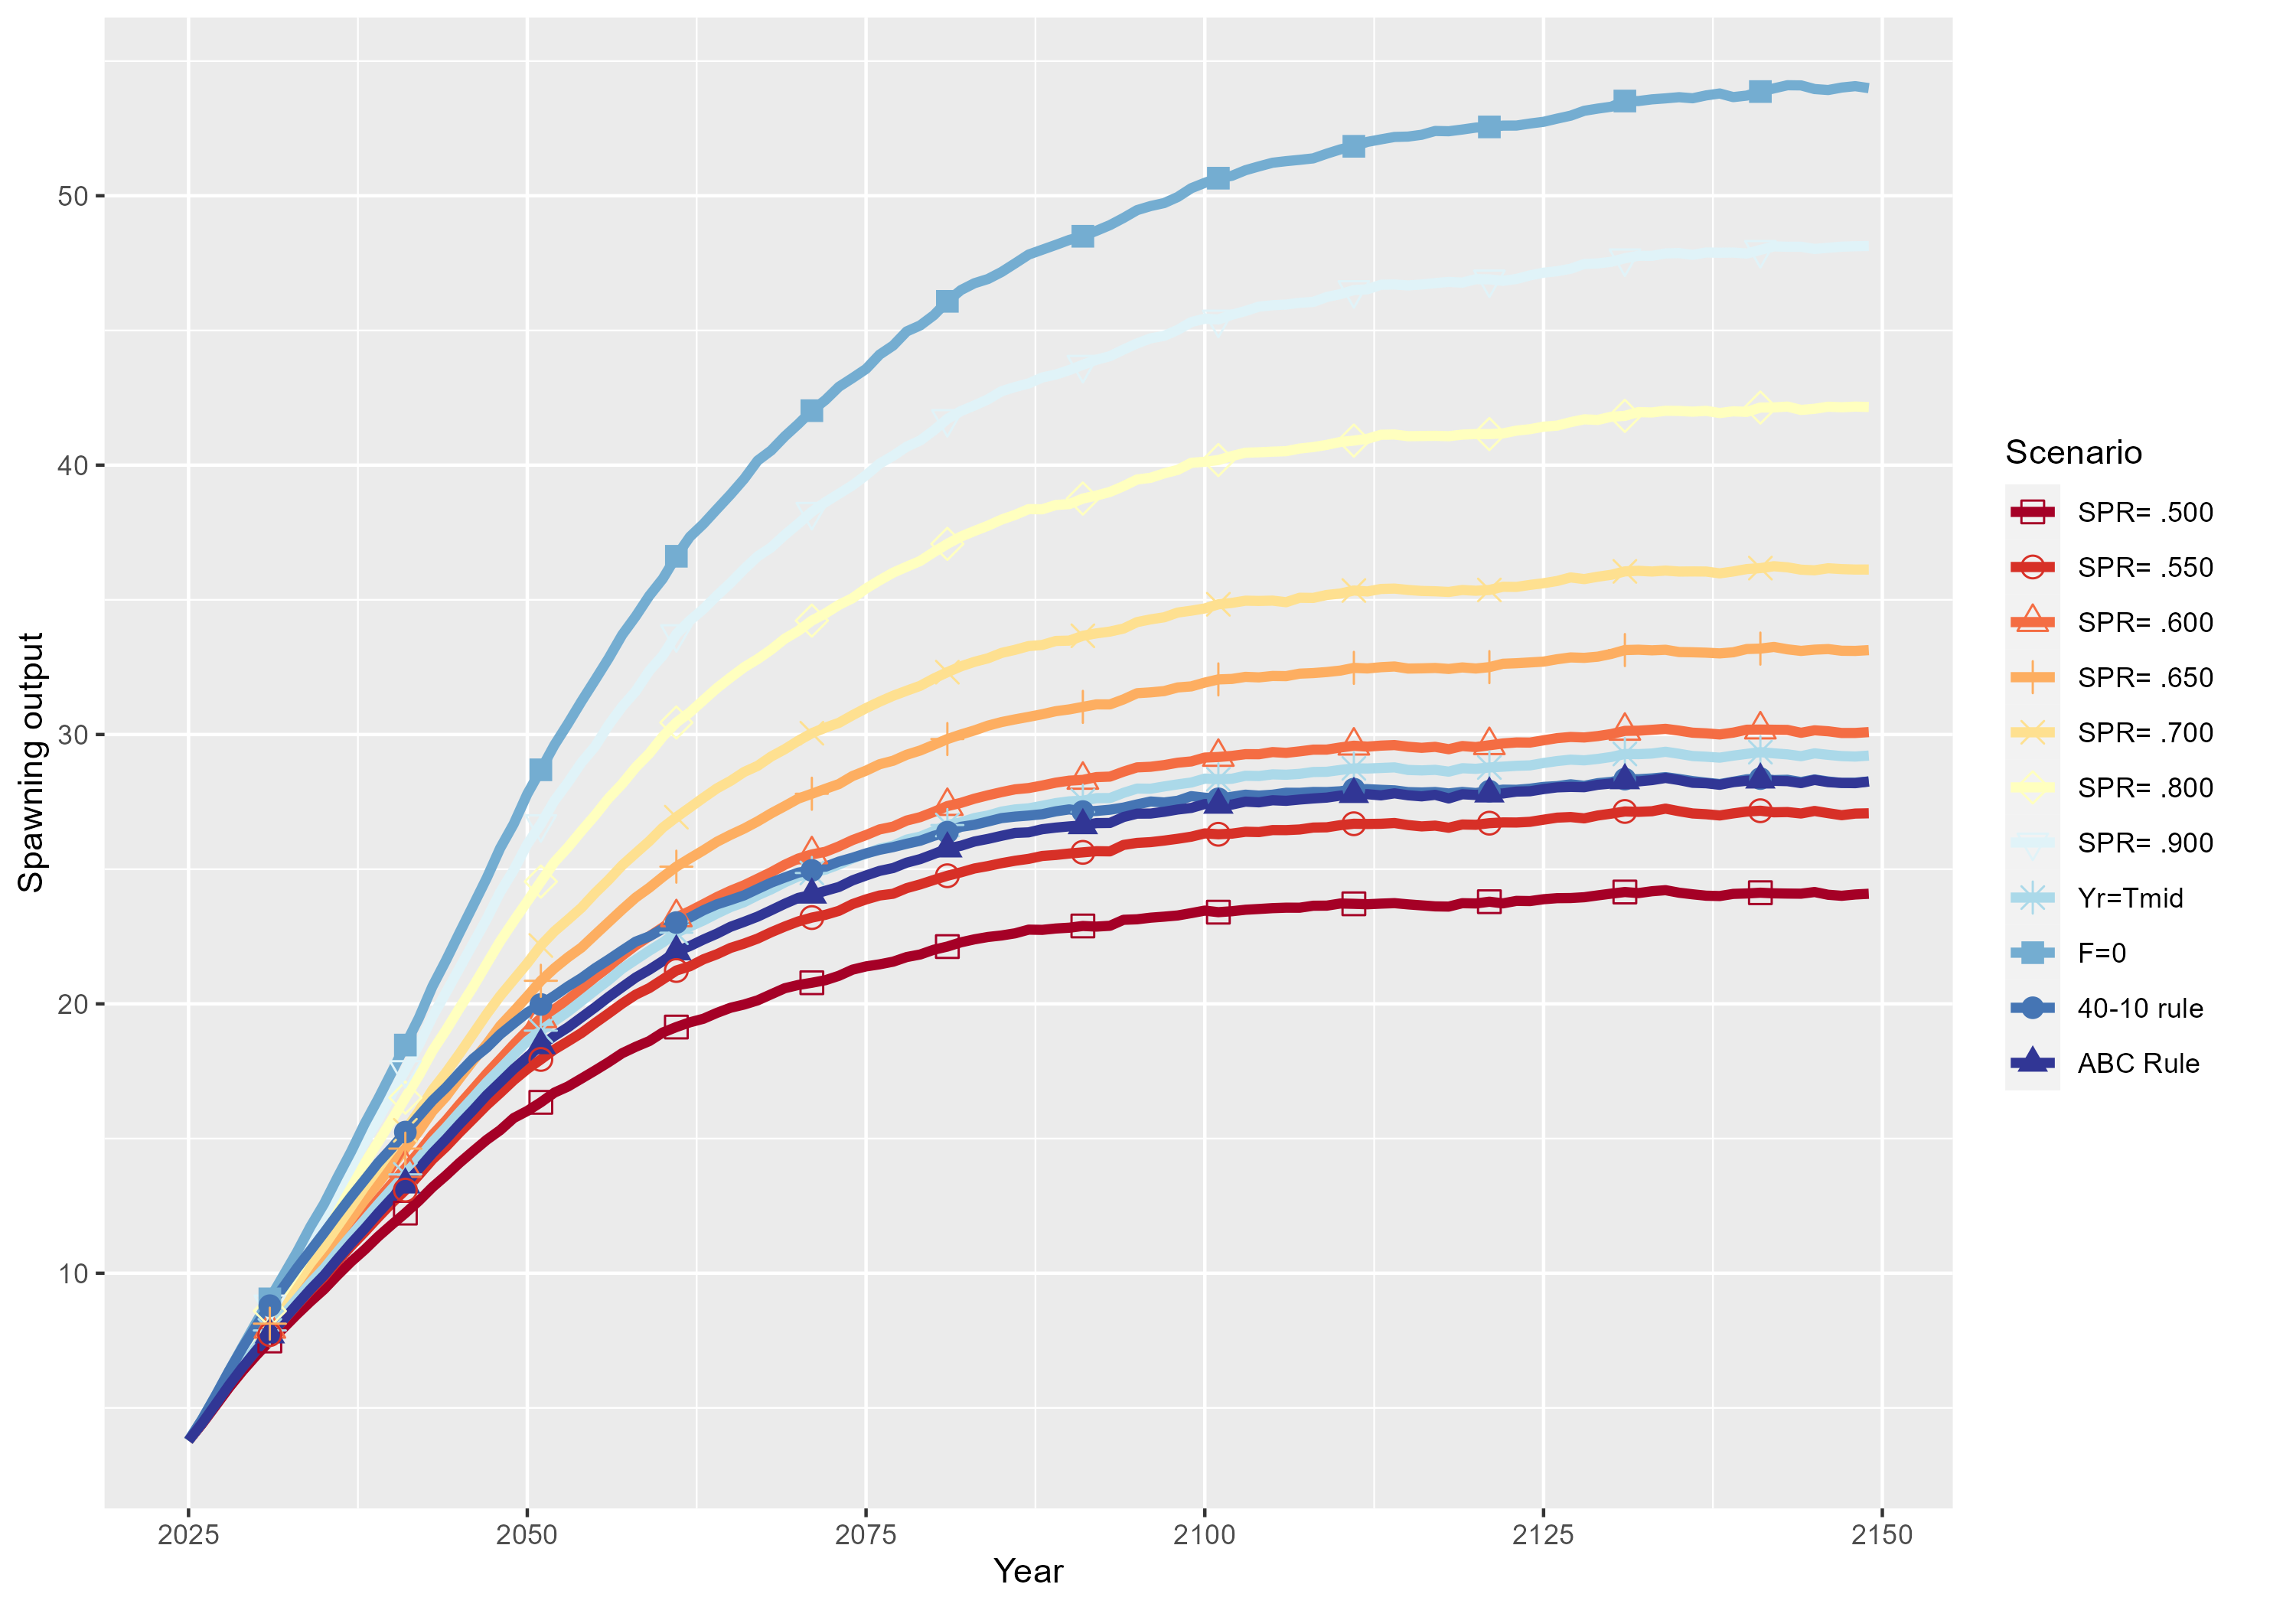 Spawning output
50
40
30
20
10
2025 2050 2075 2100 2125 2150
Year
Scenario
SPR= .500
SPR= .550
SPR= .600
SPR= .650
SPR= .700
SPR= .800
SPR= .900
Yr=Tmid
F=0
40-10 rule
ABC Rule